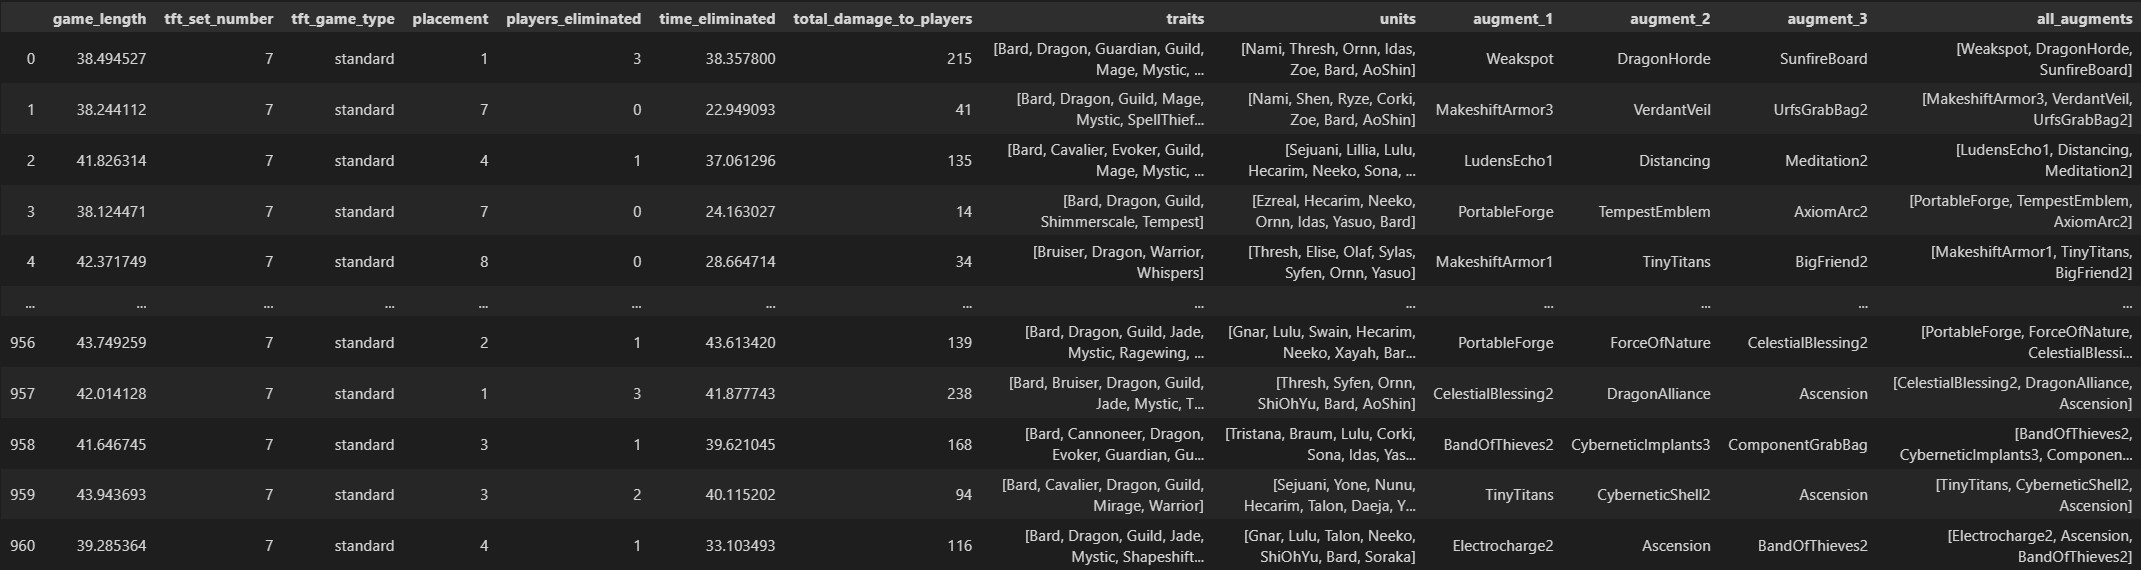 game_length tft_set_number tft_game_type placement players_eliminated time_eliminated total_damage_to_players traits units augment_1 augment_2 augment_3 all_augments
0 38.494527 7 standard 1 3 38.357800 215 [Bard, Dragon, Guardian, Guild, [Nami, Thresh, Ornn, Idas, Weakspot DragonHorde SunfireBoard [Weakspot, DragonHorde,
Mage, Mystic, ... Zoe, Bard, AoShin] SunfireBoard]
1 38.244112 7 standard 7 0 22.949093 41 [Bard, Dragon, Guild, Mage, [Nami, Shen, Ryze, Corki, MakeshiftArmor3 VerdantVeil UrfsGrabBag2 [MakeshiftArmor3, VerdantVeil,
Mystic, SpellThief... Zoe, Bard, AoShin] UrfsGrabBag2]
2 41.826314 7 standard 4 1 37.061296 135 [Bard, Cavalier, Evoker, Guild, [Sejuani, Lillia, Lulu, LudensEcho1 Distancing Meditation2 [LudensEcho1, Distancing,
Mage, Mystic, ... Hecarim, Neeko, Sona, ... Meditation2]
3 38.124471 7 standard 7 0 24.163027 14 [Bard, Dragon, Guild, [Ezreal, Hecarim, Neeko, PortableForge TempestEmblem AxiomArc2 [PortableForge, TempestEmblem,
Shimmerscale, Tempest] Ornn, Idas, Yasuo, Bard] AxiomArc2]
4 42.371749 7 standard 8 0 28.664714 34 [Bruiser, Dragon, Warrior, [Thresh, Elise, Olaf, Sylas, MakeshiftArmor1 TinyTitans BigFriend2 [MakeshiftArmor1, TinyTitans,
Whispers] Syfen, Ornn, Yasuo] BigFriend2]
... ... ... ... ... ... ... ... ... ... ... ... ... ...
956 43.749259 7 standard 2 1 43.613420 139 [Bard, Dragon, Guild, Jade, [Gnar, Lulu, Swain, Hecarim, PortableForge ForceOfNature CelestialBlessing2 [PortableForge, ForceOfNature,
Mystic, Ragewing, ... Neeko, Xayah, Bar... CelestialBlessi...
957 42.014128 7 standard 1 3 41.877743 238 [Bard, Bruiser, Dragon, Guild, [Thresh, Syfen, Ornn, CelestialBlessing2 DragonAlliance Ascension [CelestialBlessing2, DragonAlliance,
Jade, Mystic, T... ShiOhYu, Bard, AoShin] Ascension]
958 41.646745 7 standard 3 1 39.621045 168 [Bard, Cannoneer, Dragon, [Tristana, Braum, Lulu, Corki, BandOfThieves2 CyberneticImplants3 ComponentGrabBag [BandOfThieves2,
Evoker, Guardian, Gu... Sona, Idas, Yas... CyberneticImplants3, Componen...
959 43.943693 7 standard 3 2 40.115202 94 [Bard, Cavalier, Dragon, Guild, [Sejuani, Yone, Nunu, TinyTitans CyberneticShell2 Ascension [TinyTitans, CyberneticShell2,
Mirage, Warrior] Hecarim, Talon, Daeja, Y... Ascension]
960 39.285364 7 standard 4 1 33.103493 116 [Bard, Dragon, Guild, Jade, [Gnar, Lulu, Talon, Neeko, Electrocharge2 Ascension BandOfThieves2 [Electrocharge2, Ascension,
Mystic, Shapeshift... ShiOhYu, Bard, Soraka] BandOfThieves2]